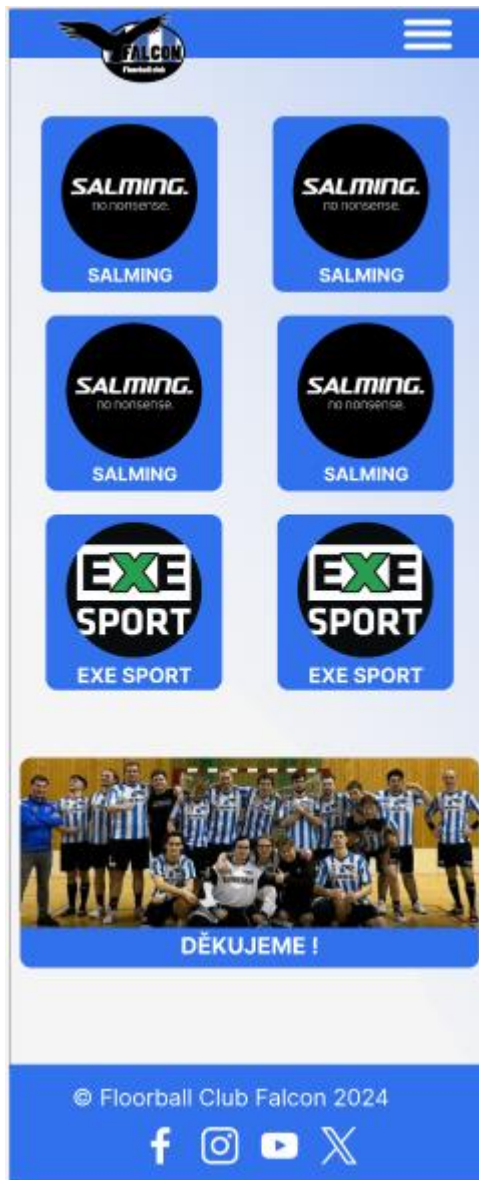 FALCON
Floorball club
SALMING.
no nonsense.
SALMING
SALMING.
no nonsense.
SALMING
SALMING.
no nonsense.
SALMING
SALMING.
no nonsense.
SALMING
EXE
SPORT
EXE SPORT
EXE
SPORT
EXE SPORT
DĚKUJEME !
© Floorball Club Falcon 2024